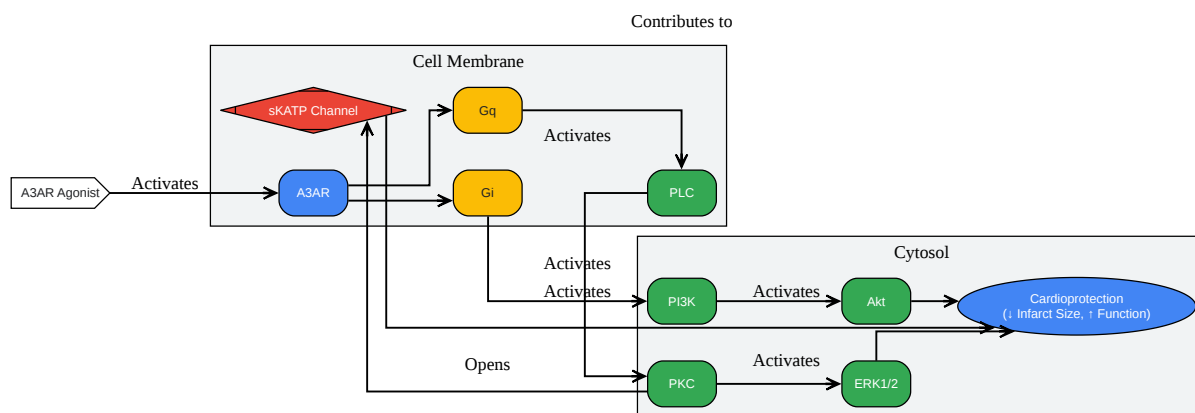 Contributes to
Cell Membrane
sKATP Channel
Gq
Activates
A3AR Agonist
Activates
A3AR
Gi
PLC
Cytosol
Activates
Activates
PI3K
Activates
Akt
Cardioprotection
(↓ Infarct Size, ↑ Function)
Opens
PKC
Activates
ERK1/2